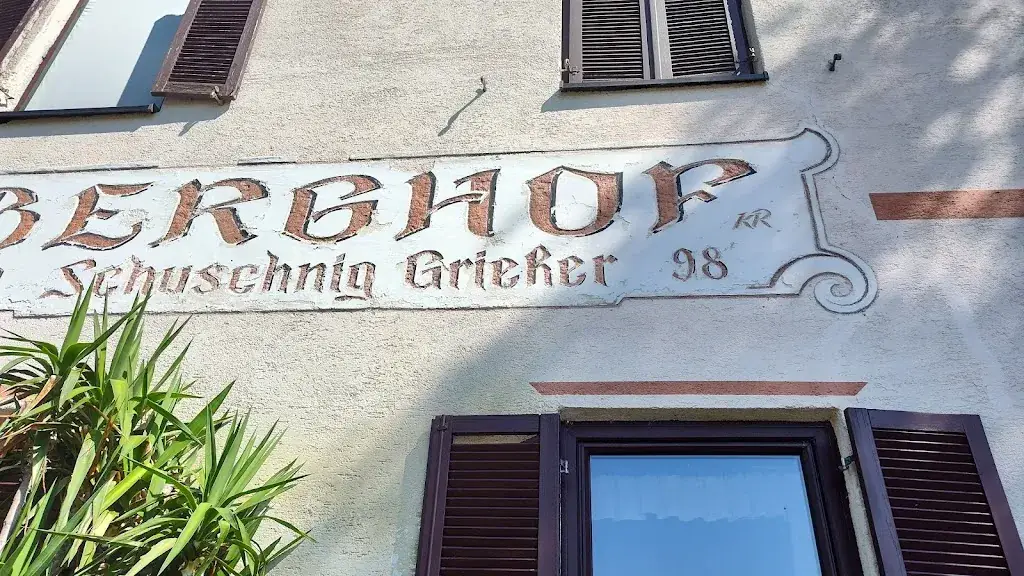 BERGHOF
KR
Schuschnig Grießer 98